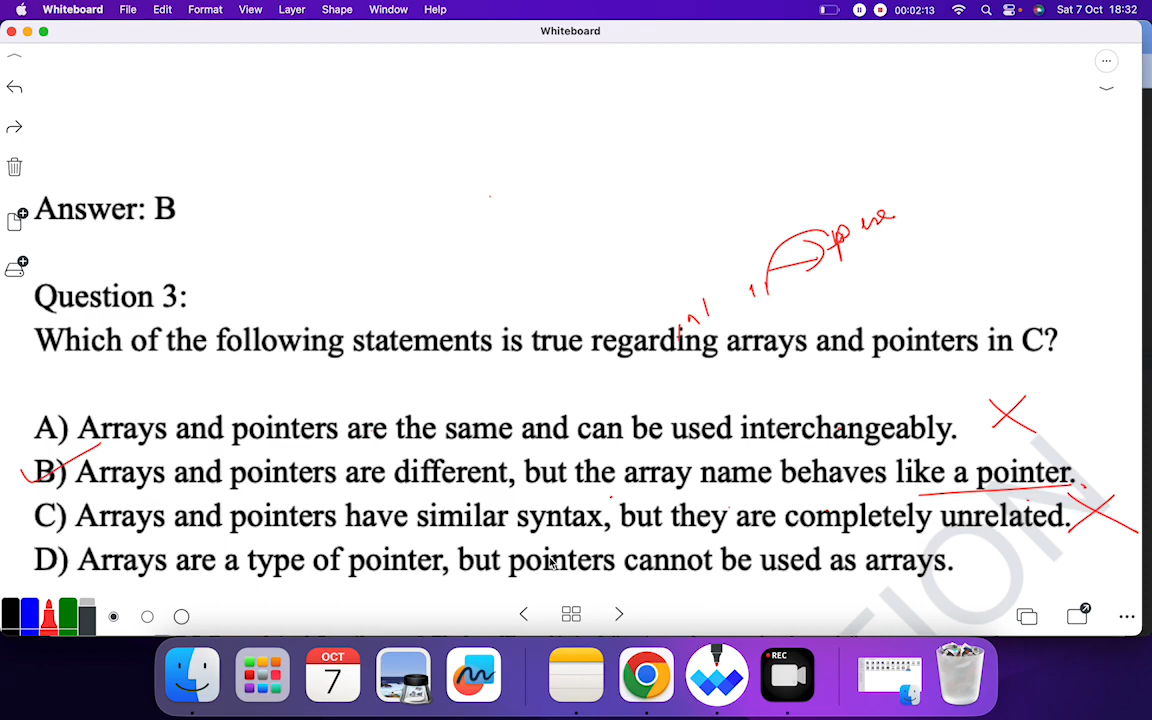 Whiteboard File Edit Format View Layer Shape Window Help 00:02:13 Sat 7 Oct 18:32
Whiteboard
Answer: B
Question 3:
Which of the following statements is true regarding arrays and pointers in C?
A) Arrays and pointers are the same and can be used interchangeably.
B) Arrays and pointers are different, but the array name behaves like a pointer.
C) Arrays and pointers have similar syntax, but they are completely unrelated.
D) Arrays are a type of pointer, but pointers cannot be used as arrays.
OCT
7
REC